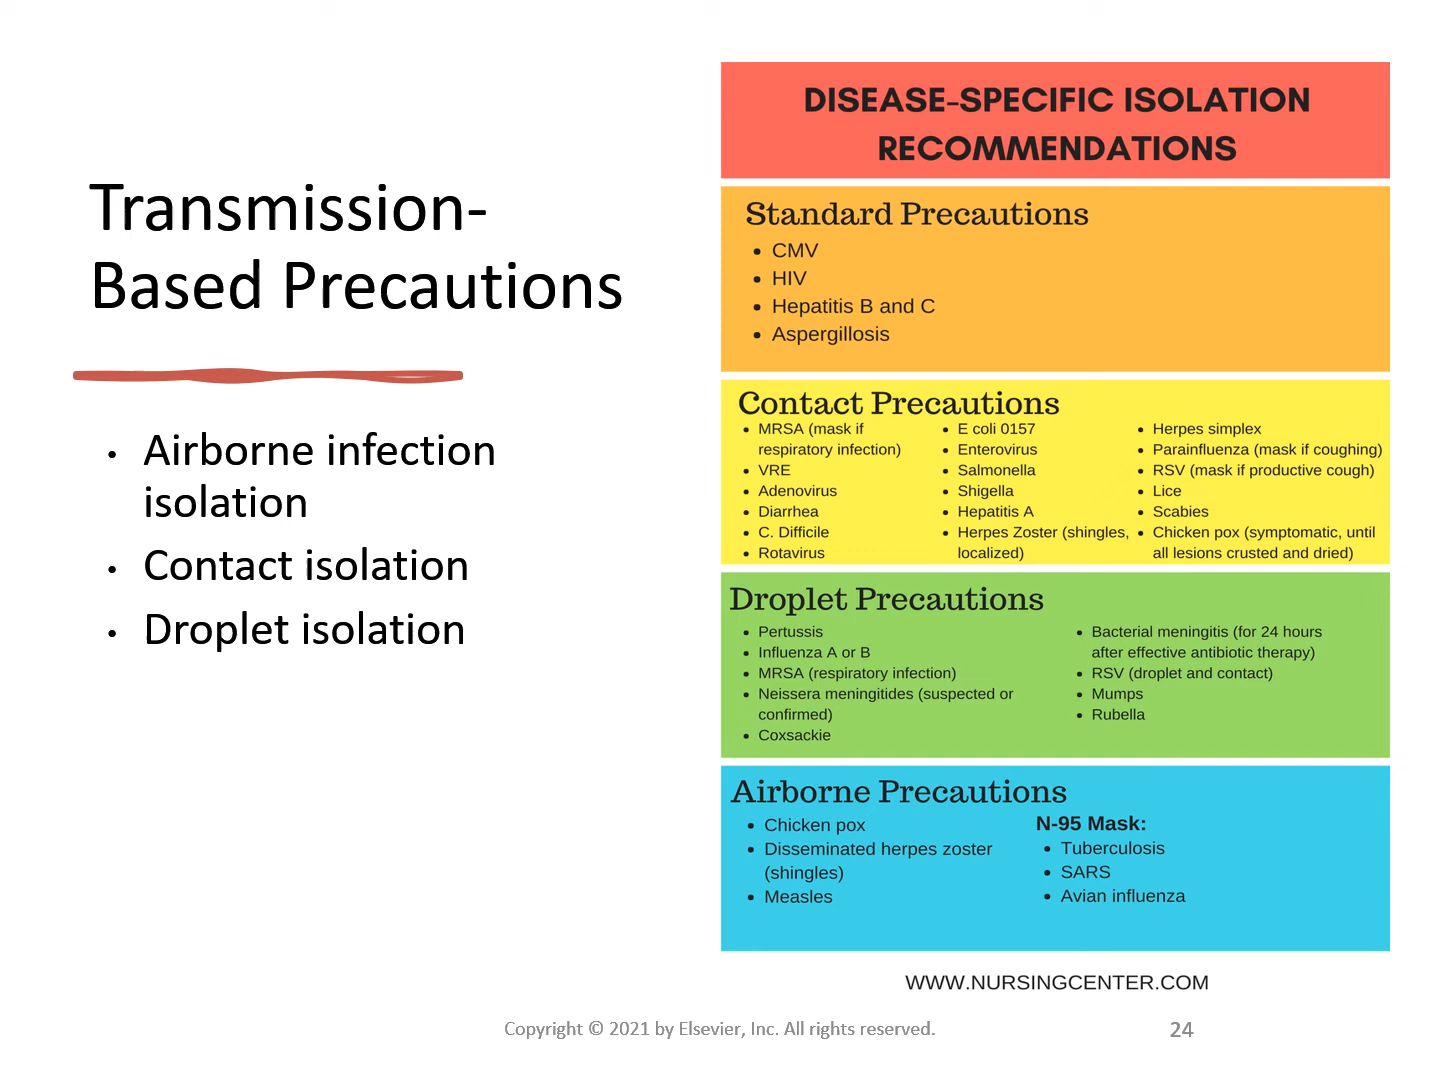 Transmission-
Based Precautions
• Airborne infection
isolation
• Contact isolation
• Droplet isolation
DISEASE-SPECIFIC ISOLATION
RECOMMENDATIONS
Standard Precautions
• CMV
• HIV
• Hepatitis B and C
• Aspergillosis
Contact Precautions
• MRSA (mask if
respiratory infection)
• VRE
• Adenovirus
• Diarrhea
• C. Difficile
• Rotavirus
• E coli 0157
• Enterovirus
• Salmonella
• Shigella
• Hepatitis A
• Herpes Zoster (shingles,
localized)
• Herpes simplex
• Parainfluenza (mask if coughing)
• RSV (mask if productive cough)
• Lice
• Scabies
• Chicken pox (symptomatic, until
all lesions crusted and dried)
Droplet Precautions
• Pertussis
• Influenza A or B
• MRSA (respiratory infection)
• Neissera meningitides (suspected or
confirmed)
• Coxsackie
• Bacterial meningitis (for 24 hours
after effective antibiotic therapy)
• RSV (droplet and contact)
• Mumps
• Rubella
Airborne Precautions
• Chicken pox
• Disseminated herpes zoster
(shingles)
• Measles
N-95 Mask:
• Tuberculosis
• SARS
• Avian influenza
WWW.NURSINGCENTER.COM
Copyright © 2021 by Elsevier, Inc. All rights reserved.
24